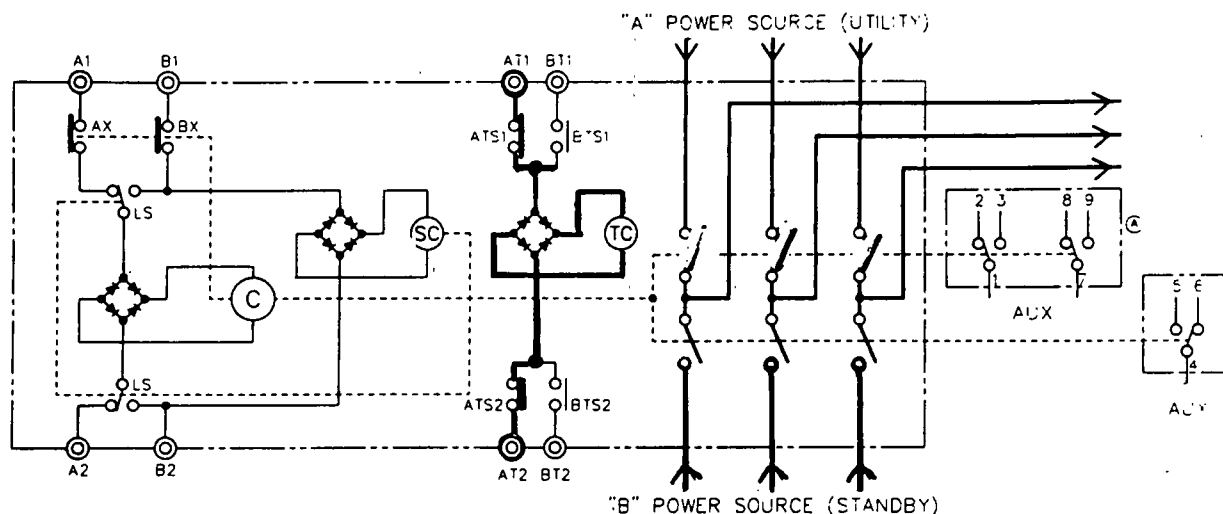 "A" POWER SOURCE (UTILITY)
A1
B1
AT1
BT1
AX
BX
ATS1
BTS1
LS
SC
TC
2
3
8
9
A
1
7
AUX
5
6
4
C
LS
ATS2
BTS2
A2
B2
AT2
BT2
"B" POWER SOURCE (STANDBY)